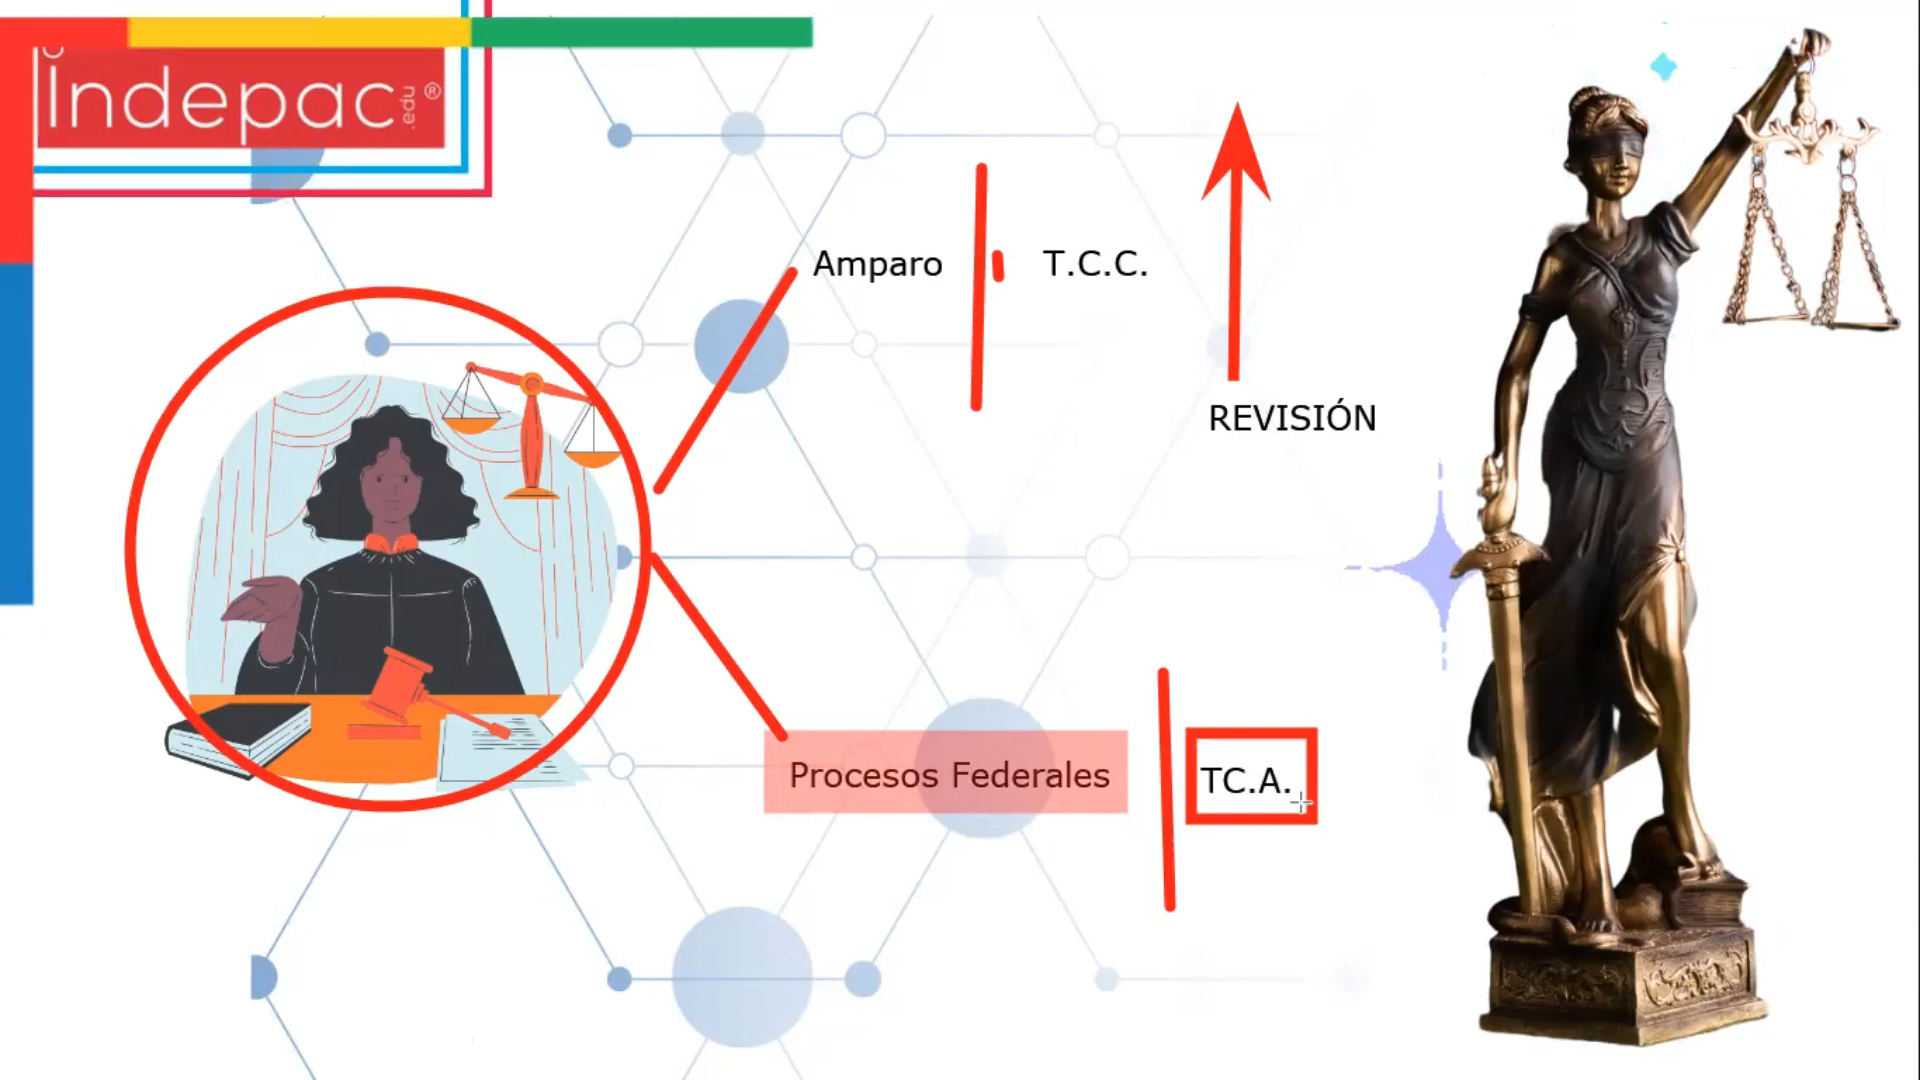 indepac
.edu
®
Amparo
T.C.C.
REVISIÓN
Procesos Federales
TC.A.